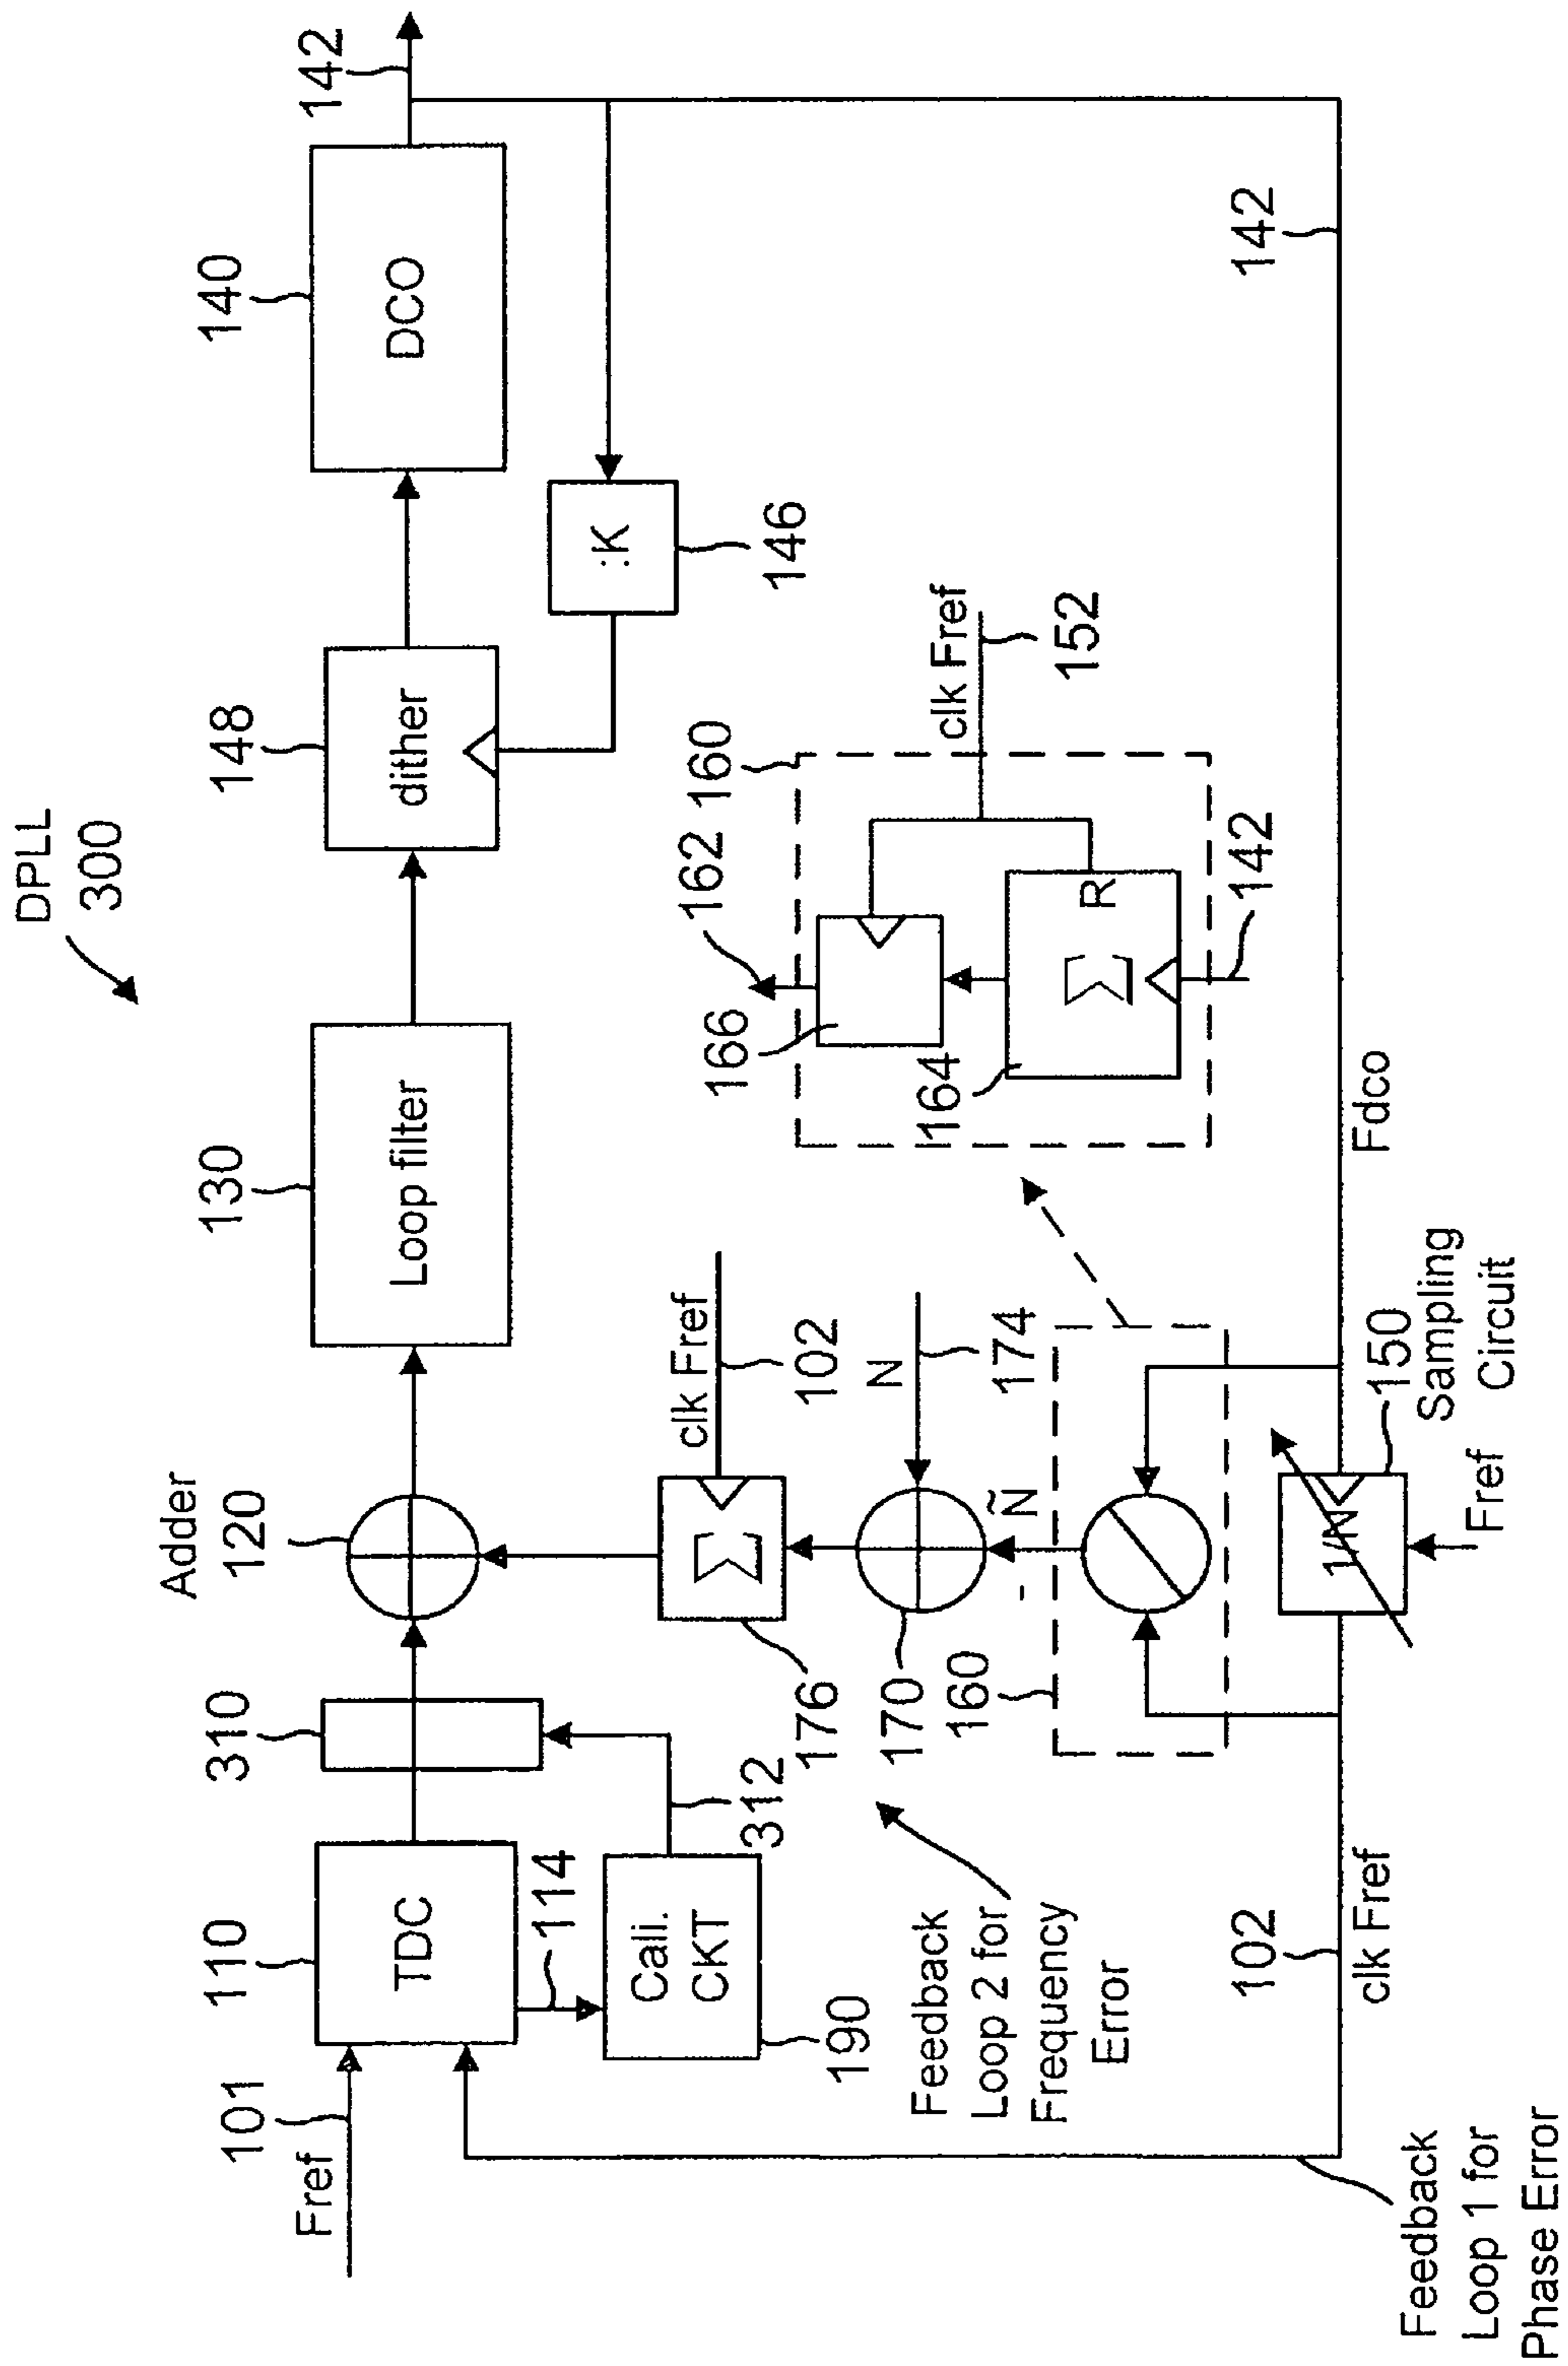 DPLL
300
142
140
DCO
148
dither
:K
146
130
Loop filter
Adder
120
310
110
TDC
101
Fref
114
Cali.
CKT
190
312
176
Σ
clk Fref
102
N
174
170
Ñ
-
160
162
160
clk Fref
152
166
164
Σ
R
142
142
Fdco
150
Sampling
Circuit
1/N
Fref
102
clk Fref
Feedback
Loop 2 for
Frequency
Error
Feedback
Loop 1 for
Phase Error